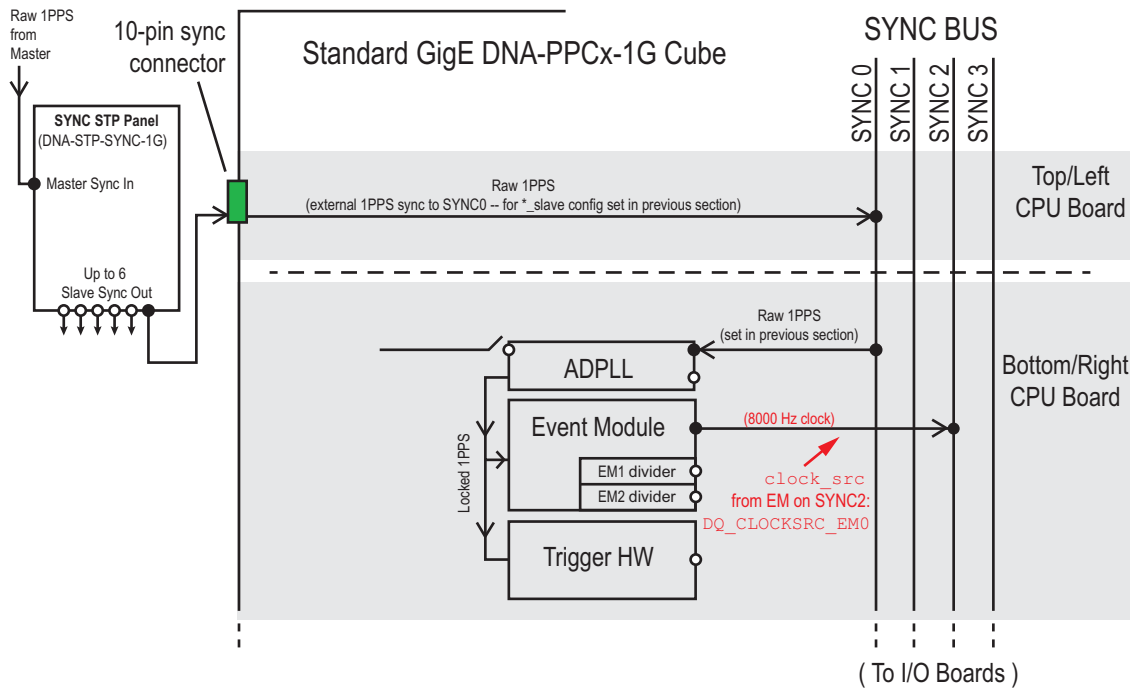 Raw 1PPS
from
Master
10-pin sync
connector
Standard GigE DNA-PPCx-1G Cube
SYNC BUS
SYNC 0
SYNC 1
SYNC 2
SYNC 3
SYNC STP Panel
(DNA-STP-SYNC-1G)
Master Sync In
Up to 6
Slave Sync Out
Raw 1PPS
(external 1PPS sync to SYNC0 -- for *_slave config set in previous section)
Top/Left
CPU Board
Raw 1PPS
(set in previous section)
ADPLL
Bottom/Right
CPU Board
Event Module
(8000 Hz clock)
EM1 divider
EM2 divider
Locked 1PPS
clock_src
from EM on SYNC2:
DQ_CLOCKSRC_EM0
Trigger HW
( To I/O Boards )